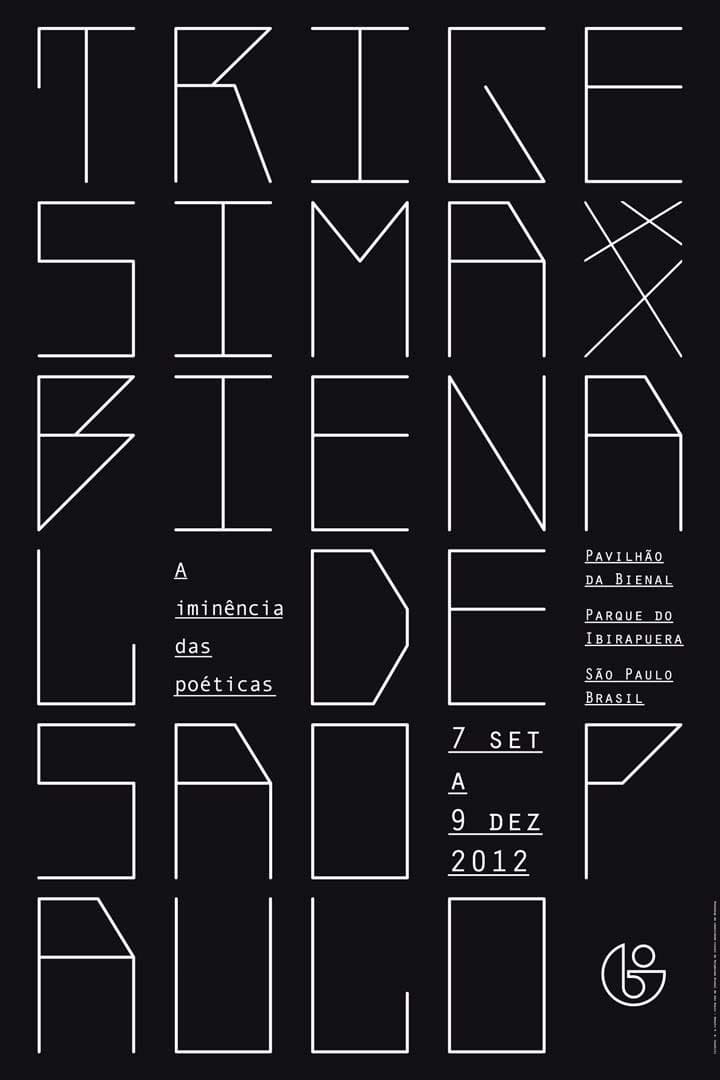 TRIGE
SIMA
BIENA
L DE
A
iminência
das
poéticas
PAVILHÃO
DA BIENAL
PARQUE DO
IBIRAPUERA
SÃO PAULO
BRASIL
SAO P
7 SET
A
9 DEZ
2012
AULO